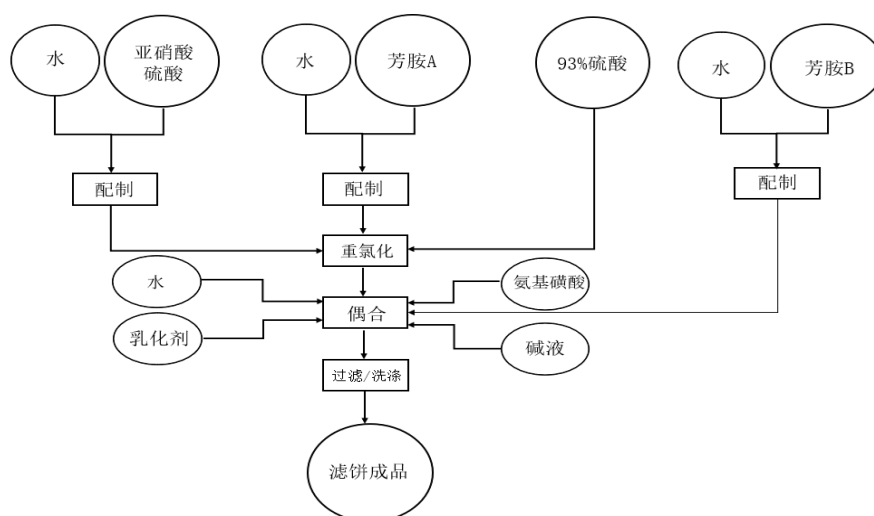 水
亚硝酸
硫酸
水
芳胺A
93%硫酸
水
芳胺B
配制
配制
配制
重氯化
水
氨基磺酸
偶合
乳化剂
碱液
过滤/洗涤
滤饼成品